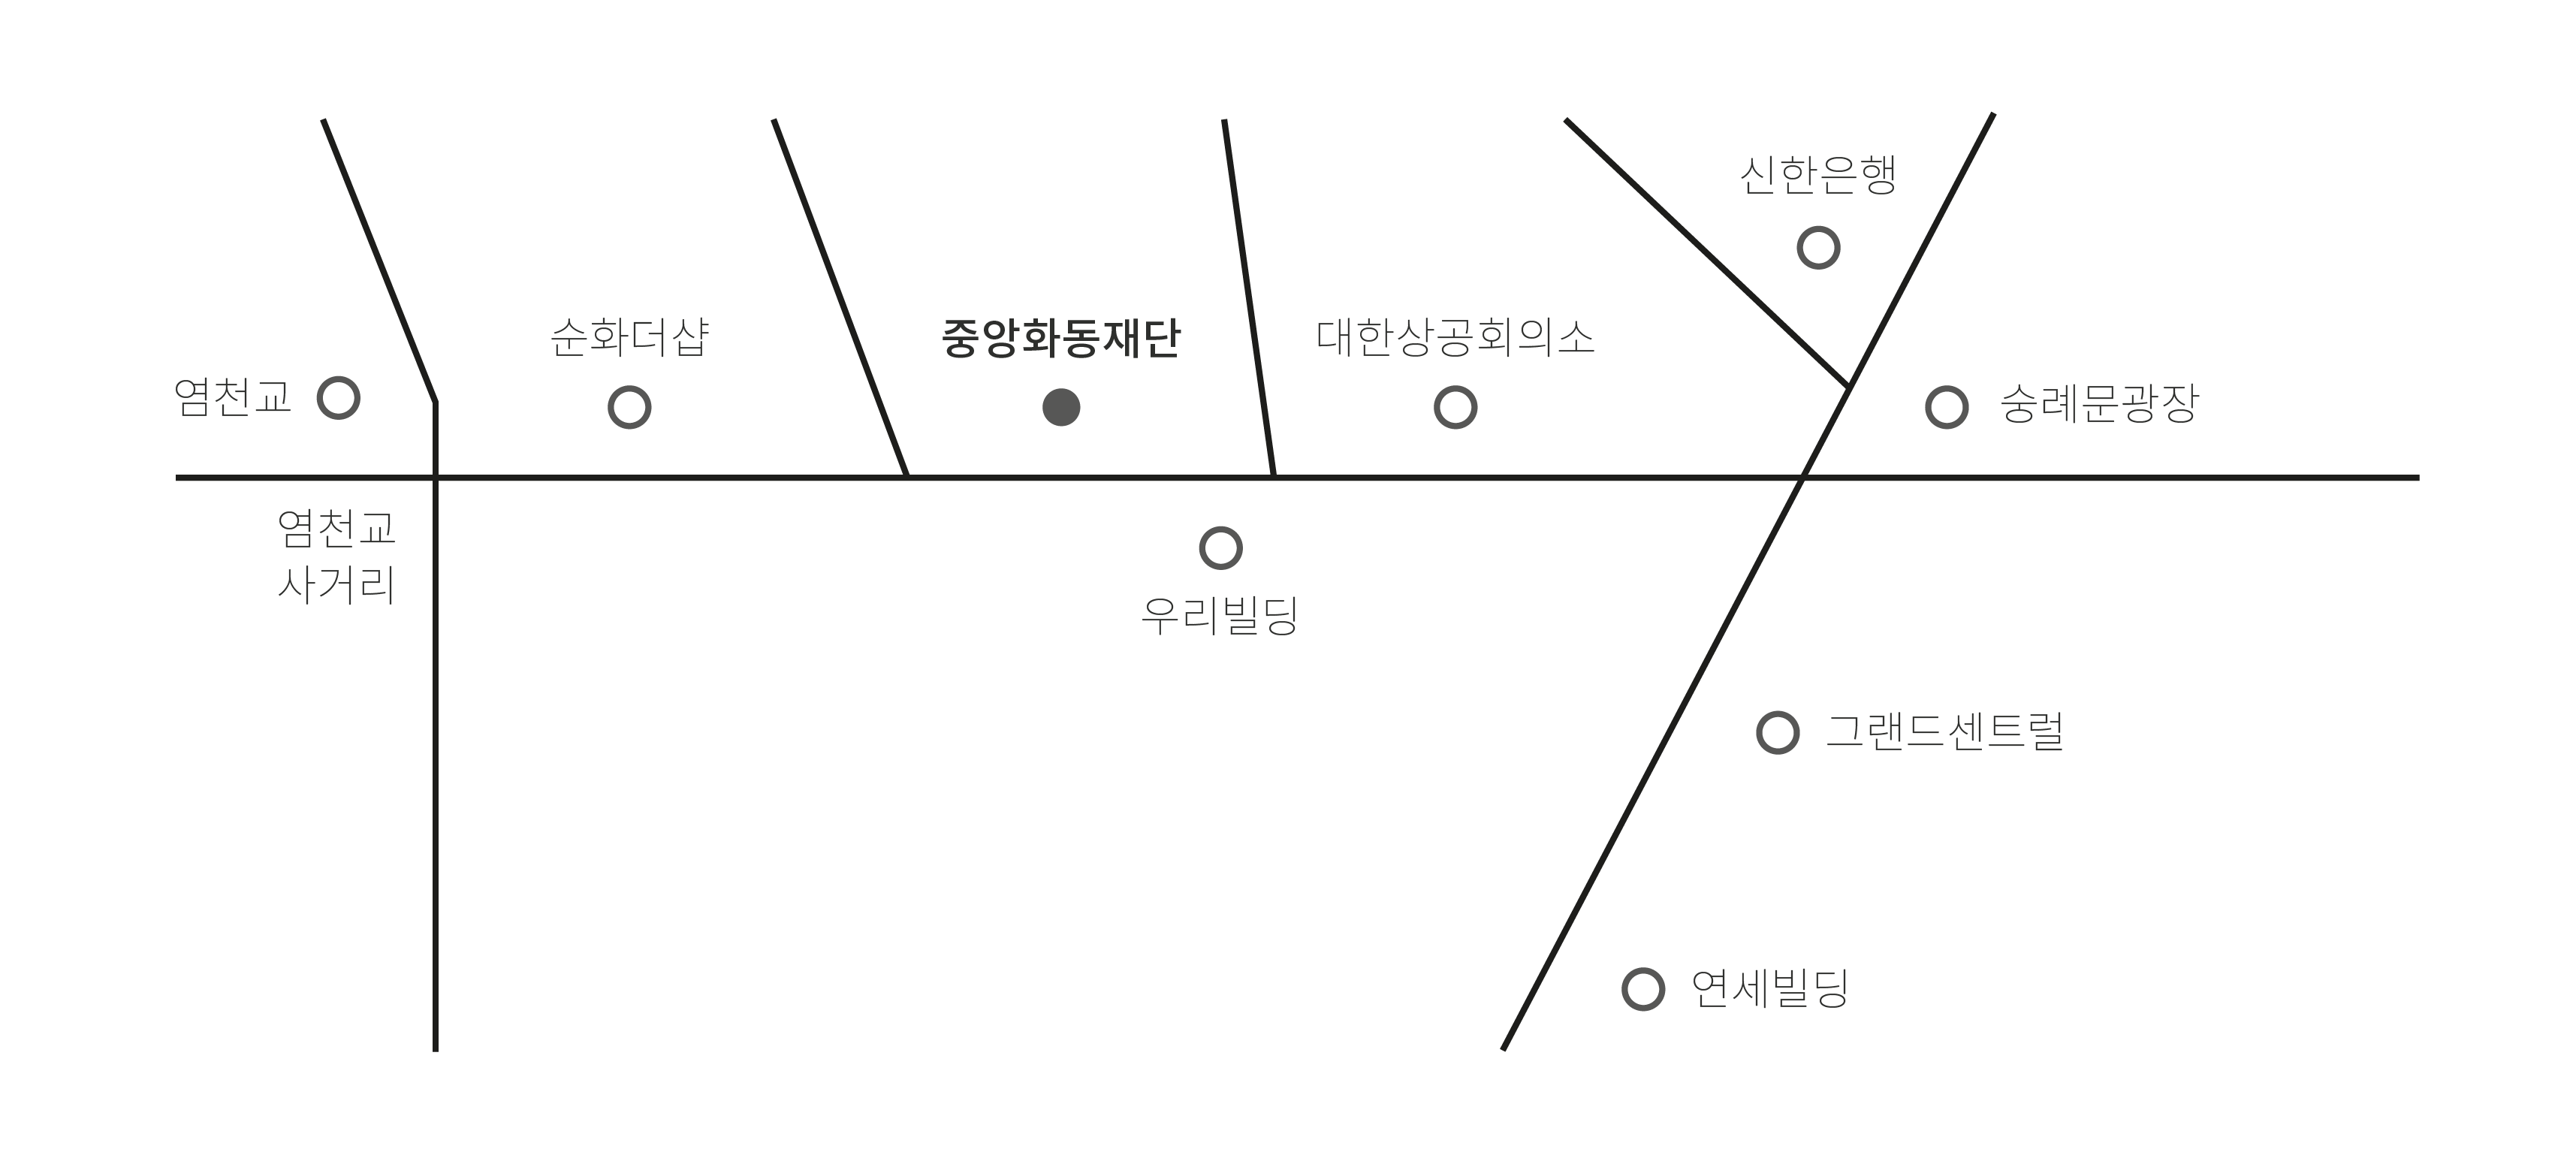 신한은행
순화더샵
중앙화동재단
대한상공회의소
염천교
숭례문광장
염천교
사거리
우리빌딩
그랜드센트럴
연세빌딩